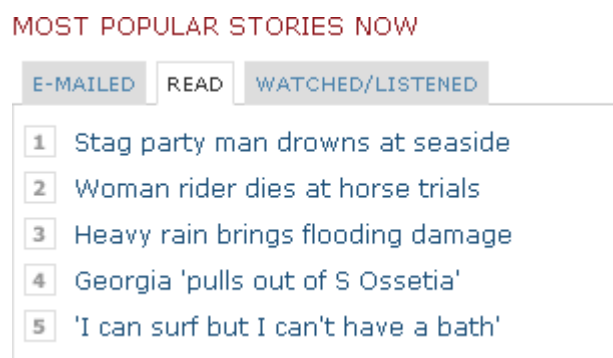 MOST POPULAR STORIES NOW
E-MAILED READ WATCHED/LISTENED
1 Stag party man drowns at seaside
2 Woman rider dies at horse trials
3 Heavy rain brings flooding damage
4 Georgia 'pulls out of S Ossetia'
5 'I can surf but I can't have a bath'